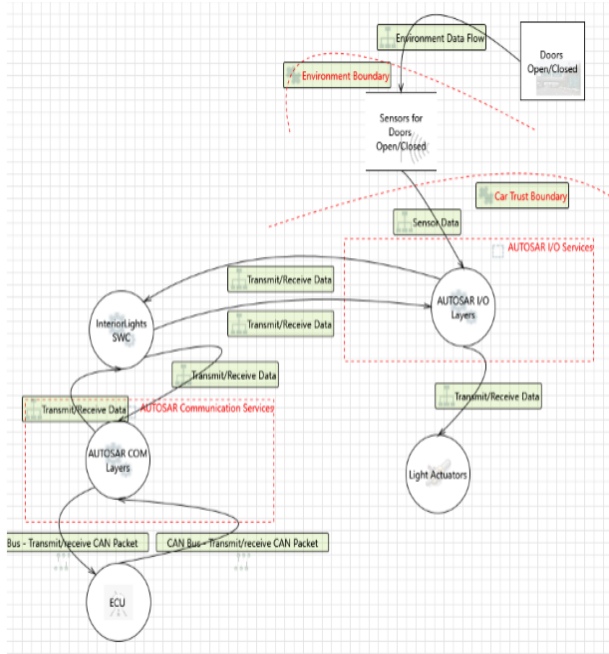 Environment Data Flow
Doors
Open/Closed
Environment Boundary
Sensors for
Doors
Open/Closed
Car Trust Boundary
Sensor Data
AUTOSAR I/O Services
Transmit/Receive Data
AUTOSAR I/O
Layers
InteriorLights
SWC
Transmit/Receive Data
Transmit/Receive Data
Transmit/Receive Data
Transmit/Receive Data
AUTOSAR Communication Services
AUTOSAR COM
Layers
Light Actuators
Bus - Transmit/receive CAN Packet
CAN Bus - Transmit/receive CAN Packet
ECU